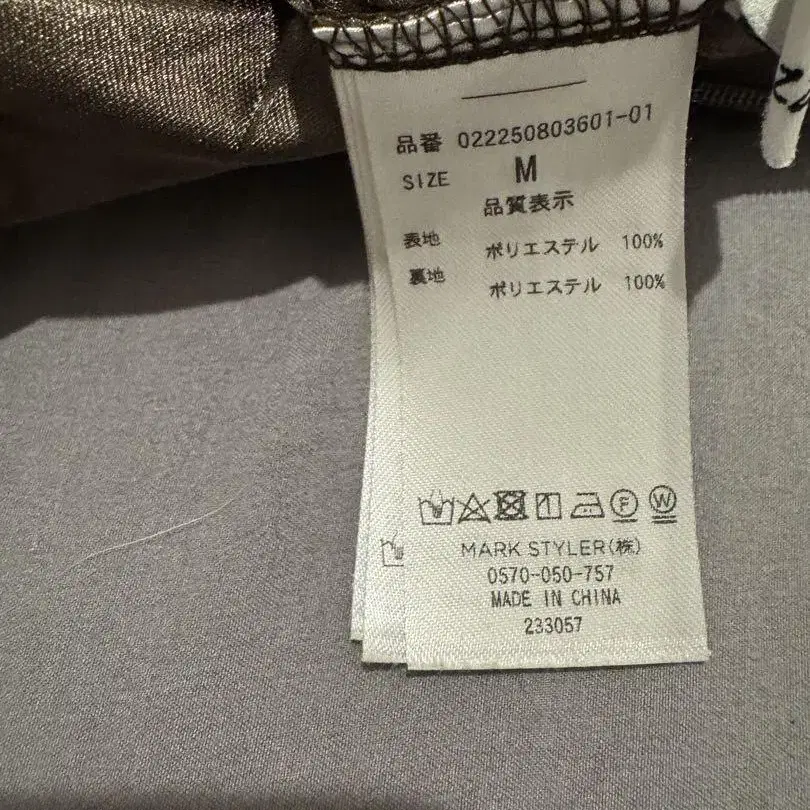 品番 022250803601-01
SIZE M
品質表示
表地 ポリエステル 100%
裏地 ポリエステル 100%
F W
MARK STYLER(株)
0570-050-757
MADE IN CHINA
233057